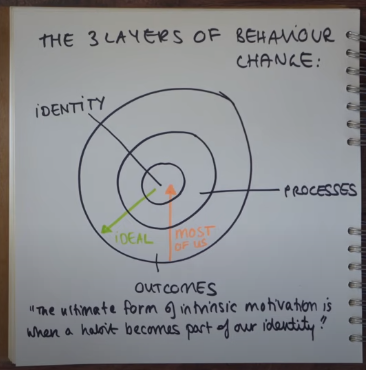 THE 3 LAYERS OF BEHAVIOUR
CHANGE:
iDENTITY
PROCESSES
iDEAL
MOST
OF US
OUTCOMES
"The ultimate form of intrinsic motivation is
when a habit becomes part of our identity."